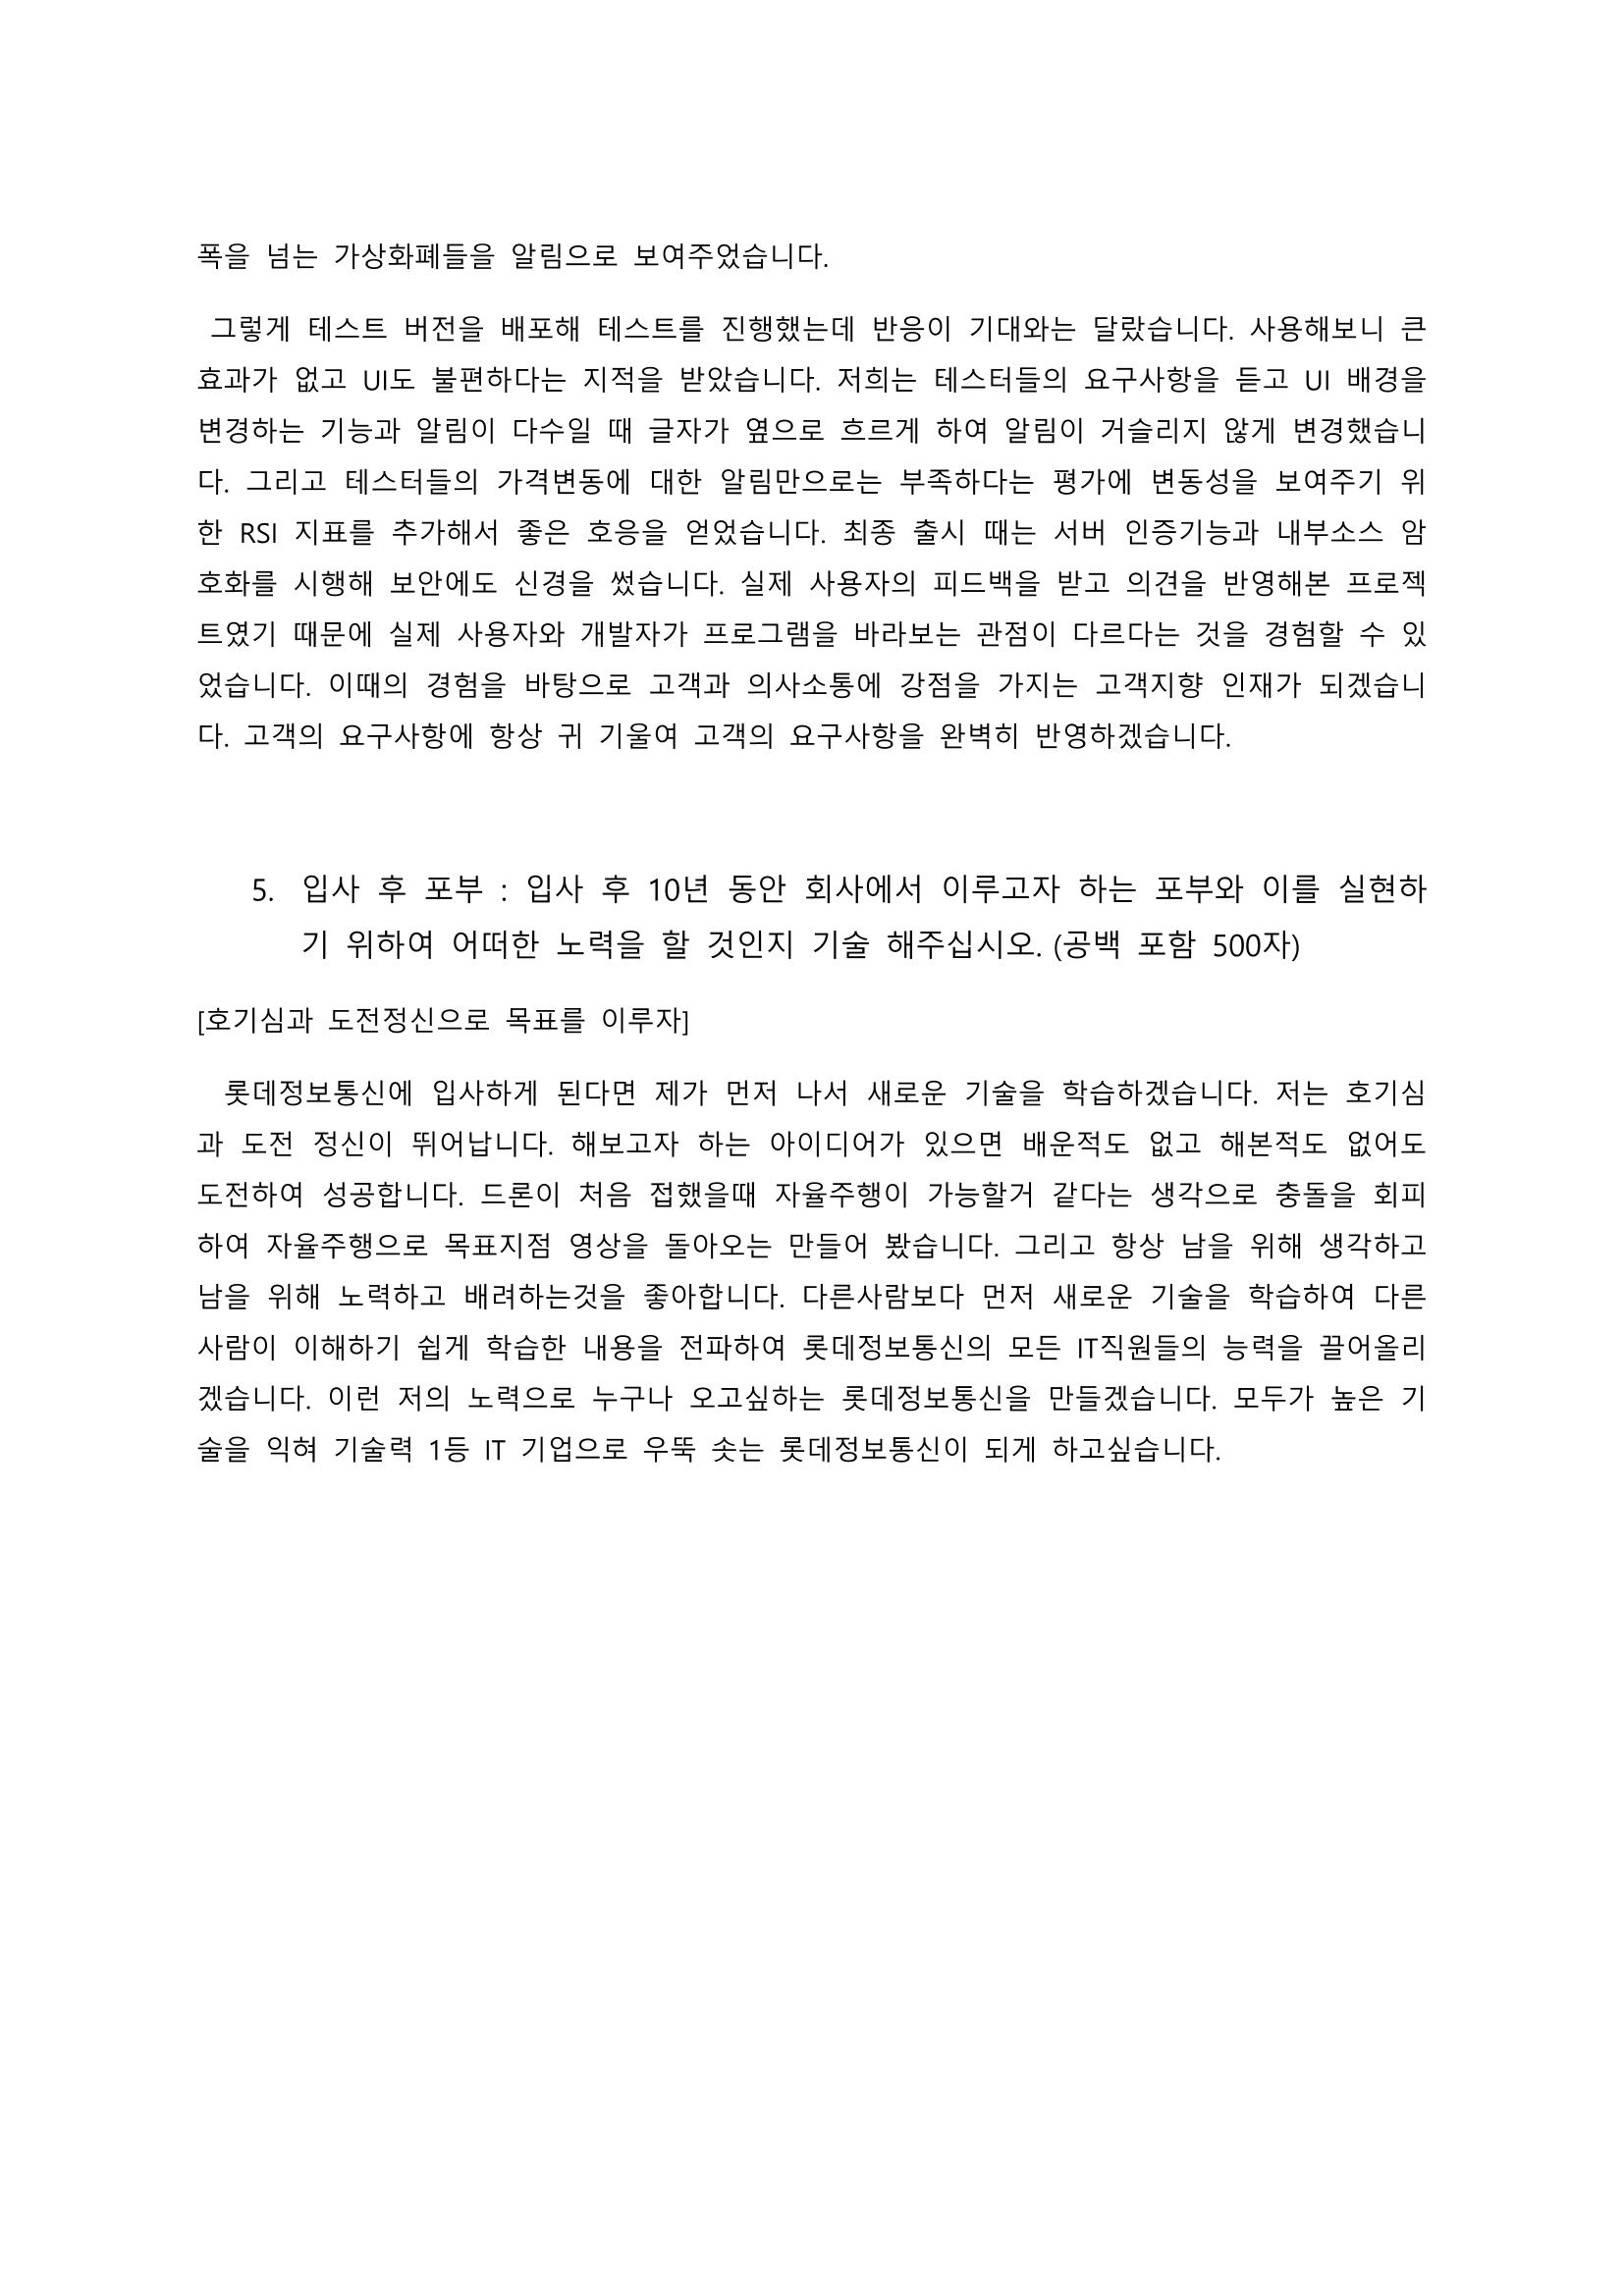 폭을 넘는 가상화폐들을 알림으로 보여주었습니다.
그렇게 테스트 버전을 배포해 테스트를 진행했는데 반응이 기대와는 달랐습니다. 사용해보니 큰
효과가 없고 UI도 불편하다는 지적을 받았습니다. 저희는 테스터들의 요구사항을 듣고 UI 배경을
변경하는 기능과 알림이 다수일 때 글자가 옆으로 흐르게 하여 알림이 거슬리지 않게 변경했습니
다. 그리고 테스터들의 가격변동에 대한 알림만으로는 부족하다는 평가에 변동성을 보여주기 위
한 RSI 지표를 추가해서 좋은 호응을 얻었습니다. 최종 출시 때는 서버 인증기능과 내부소스 암
호화를 시행해 보안에도 신경을 썼습니다. 실제 사용자의 피드백을 받고 의견을 반영해본 프로젝
트였기 때문에 실제 사용자와 개발자가 프로그램을 바라보는 관점이 다르다는 것을 경험할 수 있
었습니다. 이때의 경험을 바탕으로 고객과 의사소통에 강점을 가지는 고객지향 인재가 되겠습니
다. 고객의 요구사항에 항상 귀 기울여 고객의 요구사항을 완벽히 반영하겠습니다.
5. 입사 후 포부 : 입사 후 10년 동안 회사에서 이루고자 하는 포부와 이를 실현하
기 위하여 어떠한 노력을 할 것인지 기술 해주십시오. (공백 포함 500자)
[호기심과 도전정신으로 목표를 이루자]
롯데정보통신에 입사하게 된다면 제가 먼저 나서 새로운 기술을 학습하겠습니다. 저는 호기심
과 도전 정신이 뛰어납니다. 해보고자 하는 아이디어가 있으면 배운적도 없고 해본적도 없어도
도전하여 성공합니다. 드론이 처음 접했을때 자율주행이 가능할거 같다는 생각으로 충돌을 회피
하여 자율주행으로 목표지점 영상을 돌아오는 만들어 봤습니다. 그리고 항상 남을 위해 생각하고
남을 위해 노력하고 배려하는것을 좋아합니다. 다른사람보다 먼저 새로운 기술을 학습하여 다른
사람이 이해하기 쉽게 학습한 내용을 전파하여 롯데정보통신의 모든 IT직원들의 능력을 끌어올리
겠습니다. 이런 저의 노력으로 누구나 오고싶하는 롯데정보통신을 만들겠습니다. 모두가 높은 기
술을 익혀 기술력 1등 IT 기업으로 우뚝 솟는 롯데정보통신이 되게 하고싶습니다.